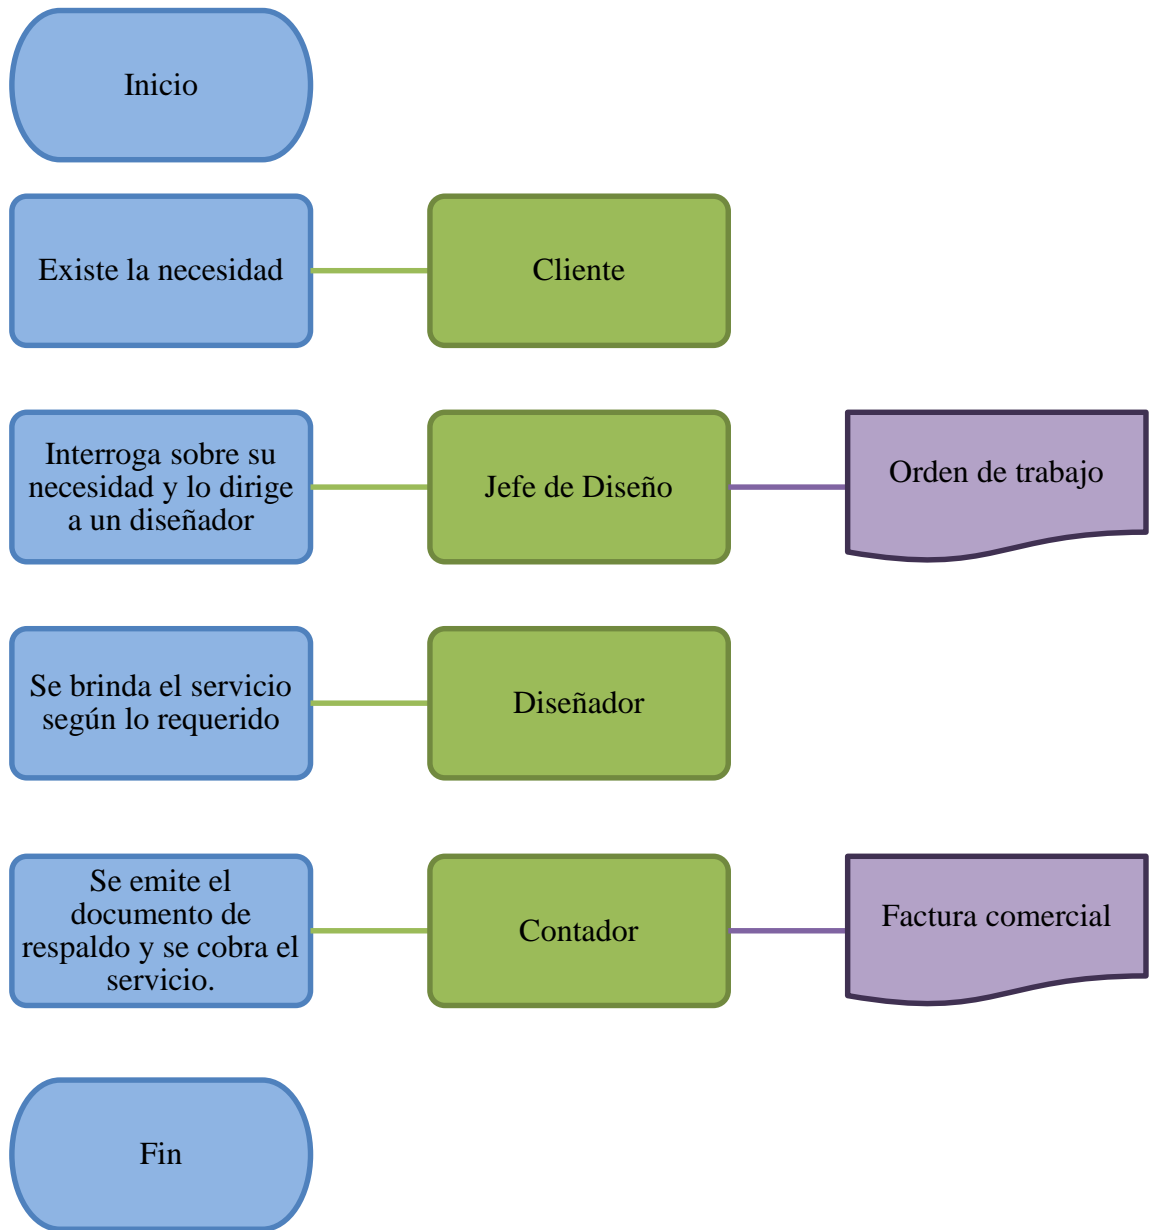 Inicio
Existe la necesidad
Cliente
Interroga sobre su
necesidad y lo dirige
a un diseñador
Jefe de Diseño
Orden de trabajo
Se brinda el servicio
según lo requerido
Diseñador
Se emite el
documento de
respaldo y se cobra el
servicio.
Contador
Factura comercial
Fin